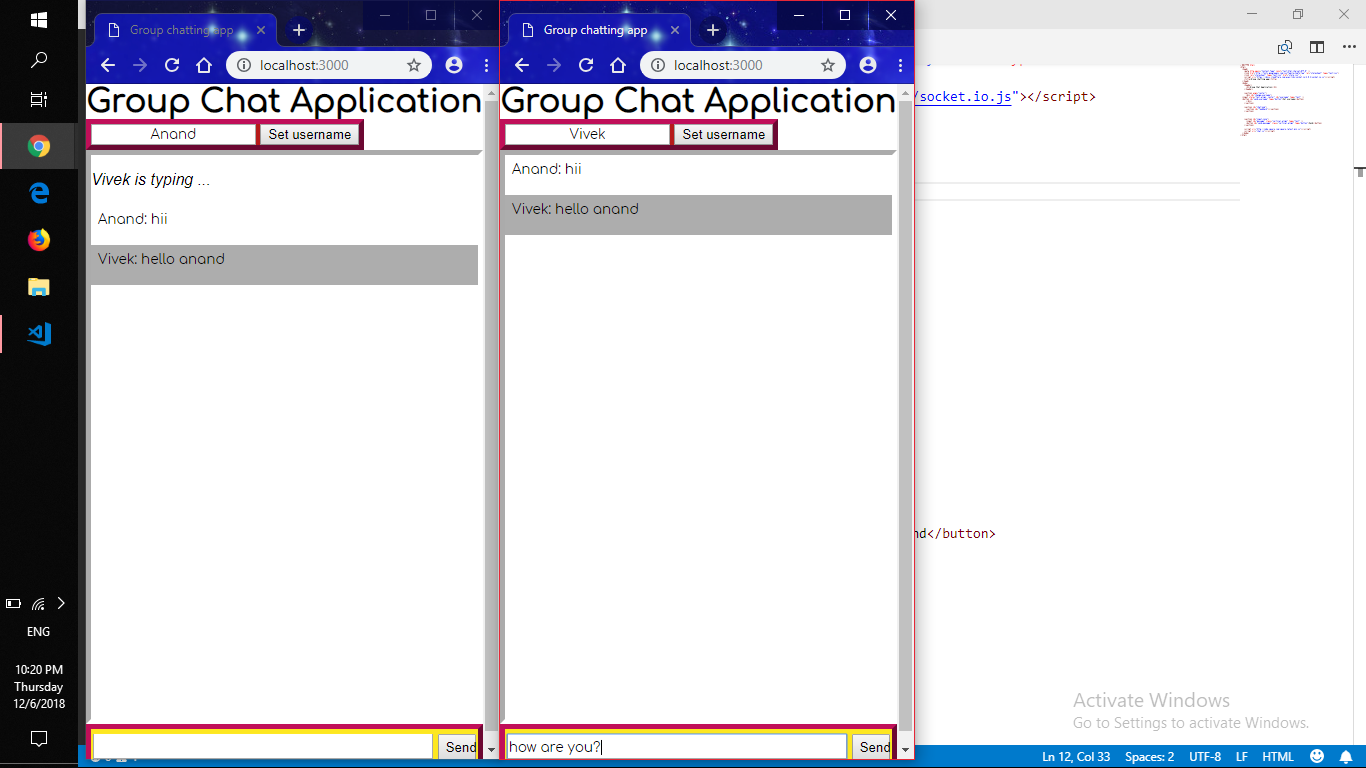 Group chatting app
localhost:3000
Group Chat Application
Anand
Set username
Vivek is typing ...
Anand: hii
Vivek: hello anand
Send
Group chatting app
localhost:3000
Group Chat Application
Vivek
Set username
Anand: hii
Vivek: hello anand
how are you?
Send
/socket.io.js"></script>
nd</button>
Activate Windows
Go to Settings to activate Windows.
Ln 12, Col 33
Spaces: 2
UTF-8
LF
HTML
ENG
10:20 PM
Thursday
12/6/2018